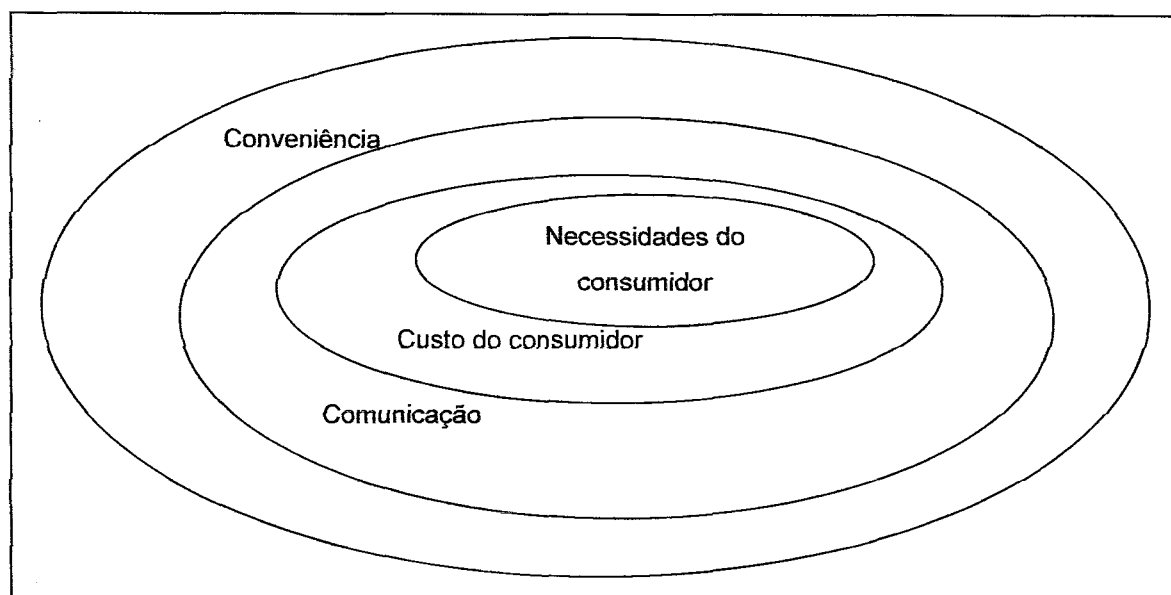 Conveniência
Necessidades do
consumidor
Custo do consumidor
Comunicação